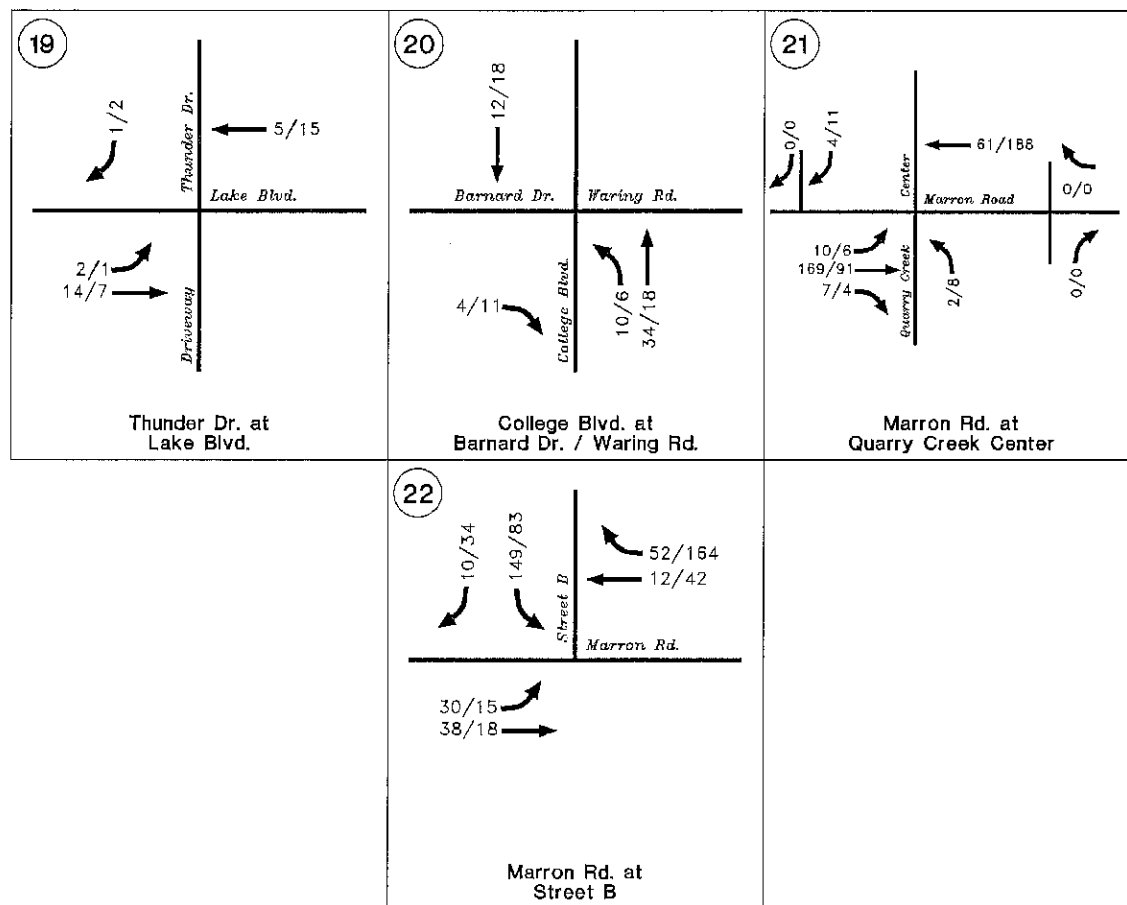 19
1/2
Thunder Dr.
5/15
Lake Blvd.
2/1
14/7
Driveway
Thunder Dr. at
Lake Blvd.
20
12/18
Barnard Dr.
Waring Rd.
4/11
College Blvd.
10/6
34/18
College Blvd. at
Barnard Dr. / Waring Rd.
21
0/0
4/11
Center
61/188
0/0
Marron Road
10/6
169/91
7/4
Quarry Creek
2/8
0/0
Marron Rd. at
Quarry Creek Center
22
10/34
149/83
Street B
52/164
12/42
Marron Rd.
30/15
38/18
Marron Rd. at
Street B